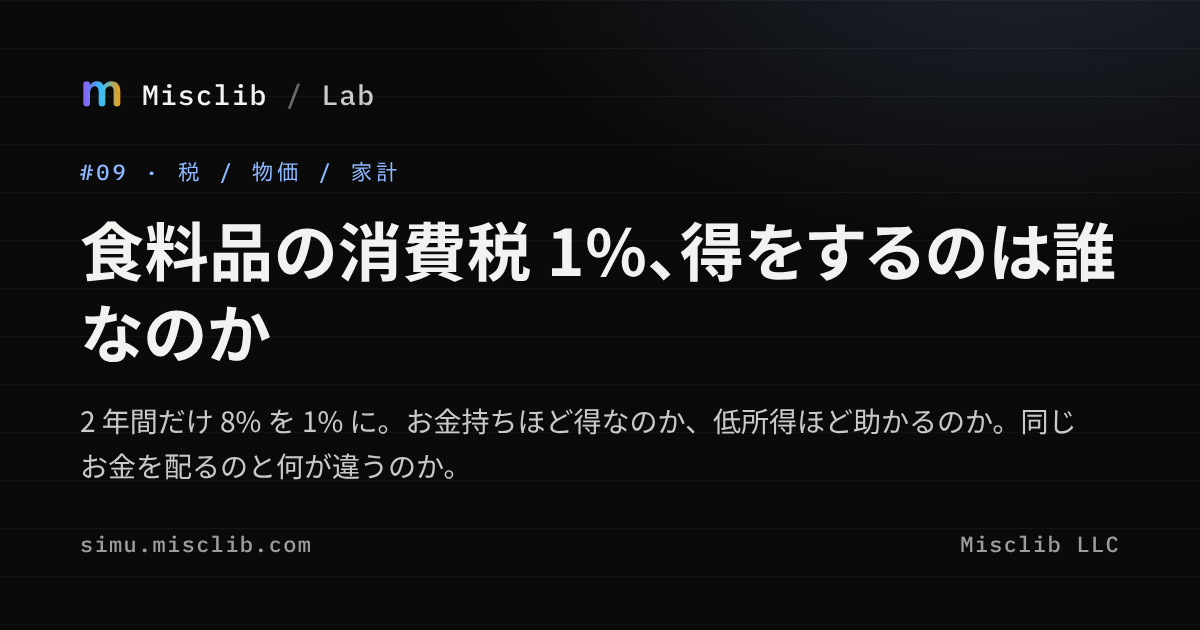 Misclib / Lab
#09 · 税 / 物価 / 家計
食料品の消費税 1%、得をするのは誰
なのか
2 年間だけ 8% を 1% に。お金持ちほど得なのか、低所得ほど助かるのか。同じ
お金を配るのと何が違うのか。
simu.misclib.com
Misclib LLC